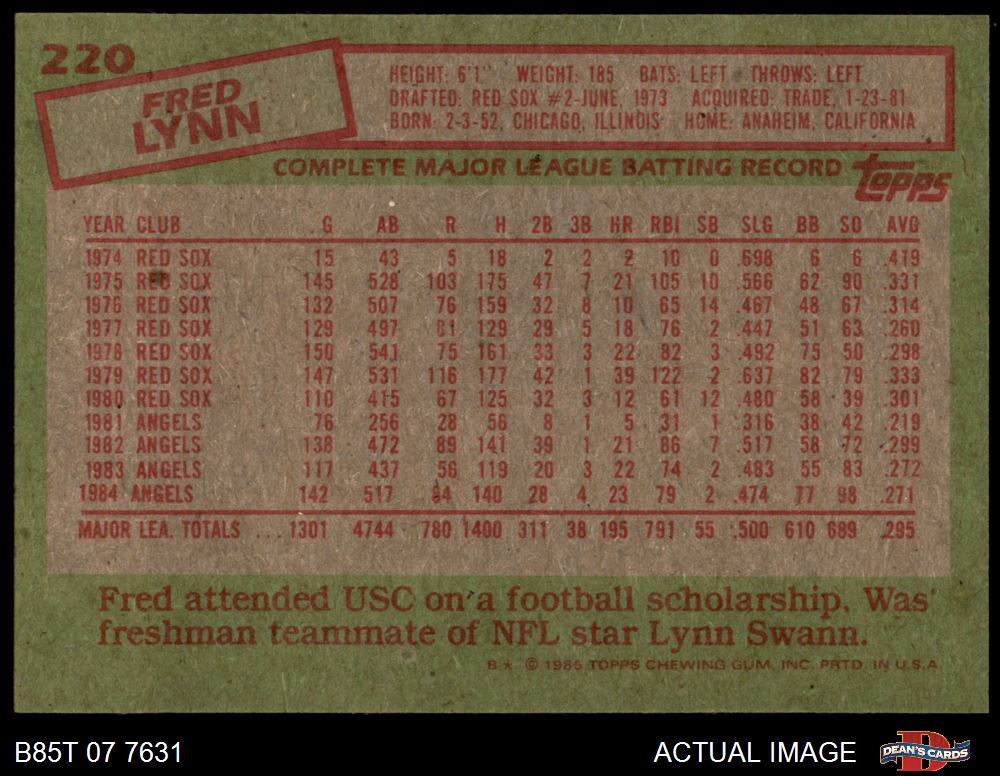 220
FRED
LYNN
HEIGHT: 6'1" WEIGHT: 185 BATS: LEFT THROWS: LEFT
DRAFTED: RED SOX #2-JUNE, 1973 ACQUIRED: TRADE, 1-23-81
BORN: 2-3-52, CHICAGO, ILLINOIS HOME: ANAHEIM, CALIFORNIA
COMPLETE MAJOR LEAGUE BATTING RECORD
TOPPS
YEAR CLUB G AB R H 2B 3B HR RBI SB SLG BB SO AVG
1974 RED SOX 15 43 5 18 2 2 2 10 0 .698 6 6 .419
1975 RED SOX 145 528 103 175 47 7 21 105 10 .566 62 90 .331
1976 RED SOX 132 507 76 159 32 8 10 65 14 .467 48 67 .314
1977 RED SOX 129 497 81 129 29 5 18 76 2 .447 51 63 .260
1978 RED SOX 150 541 75 161 33 3 22 82 3 .492 75 50 .298
1979 RED SOX 147 531 116 177 42 1 39 122 2 .637 82 79 .333
1980 RED SOX 110 415 67 125 32 3 12 61 12 .480 58 39 .301
1981 ANGELS 76 256 28 56 8 1 5 31 1 .316 38 42 .219
1982 ANGELS 138 472 89 141 39 1 21 86 7 .517 58 72 .299
1983 ANGELS 117 437 56 119 20 3 22 74 2 .483 55 83 .272
1984 ANGELS 142 517 84 140 28 4 23 79 2 .474 77 98 .271
MAJOR LEA. TOTALS ... 1301 4744 780 1400 311 38 195 791 55 .500 610 689 .295
Fred attended USC on a football scholarship. Was
freshman teammate of NFL star Lynn Swann.
B* © 1985 TOPPS CHEWING GUM, INC. PRTD. IN U.S.A.
B85T 07 7631 ACTUAL IMAGE DEAN'S CARDS